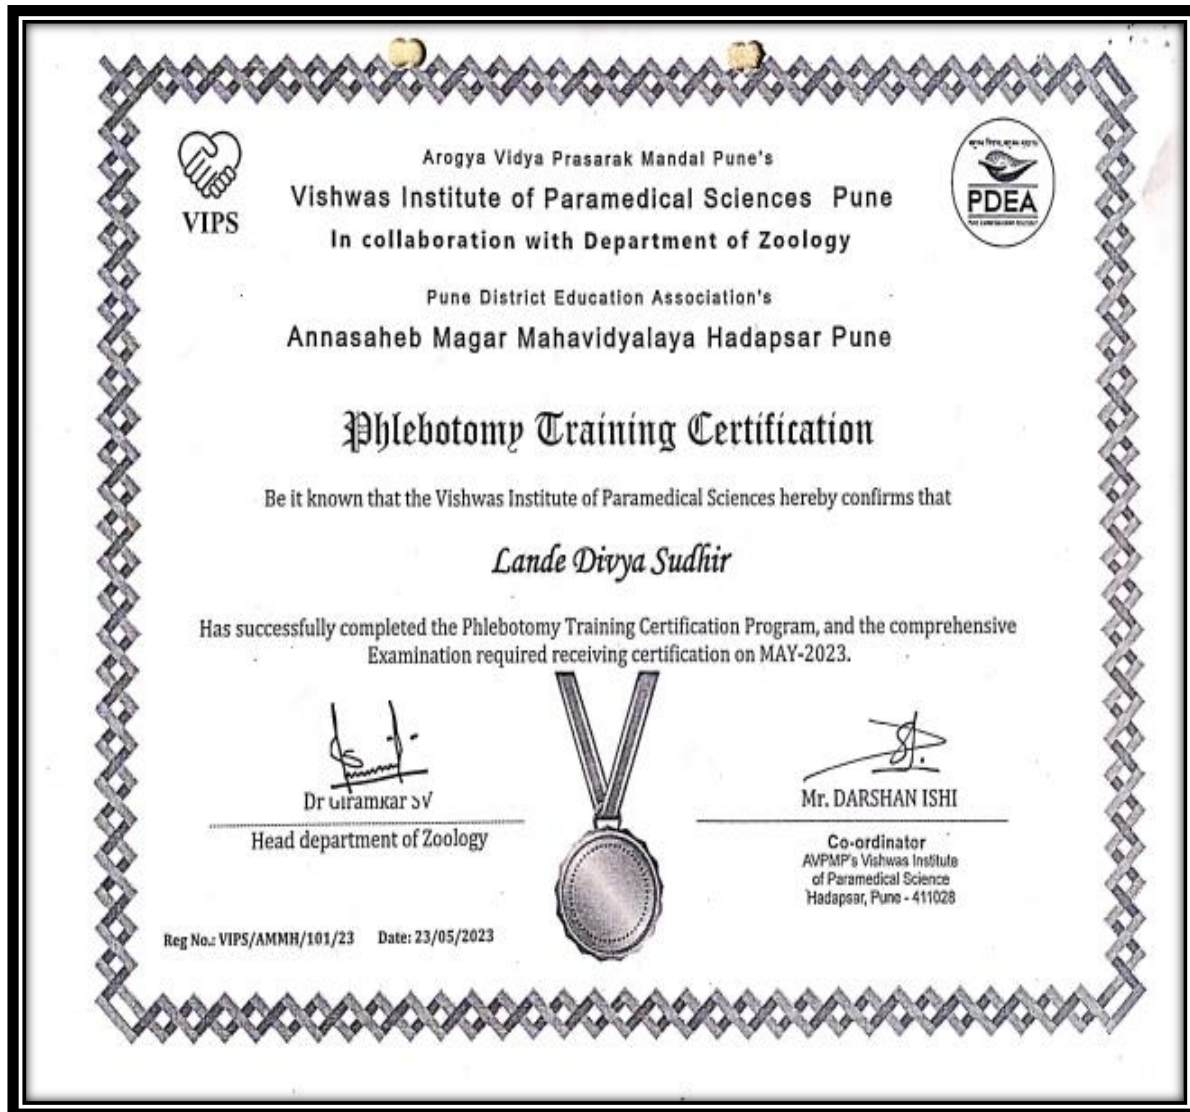 VIPS
Arogya Vidya Prasarak Mandal Pune's
Vishwas Institute of Paramedical Sciences Pune
In collaboration with Department of Zoology
PDEA
Pune District Education Association's
Annasaheb Magar Mahavidyalaya Hadapsar Pune
Phlebotomy Training Certification
Be it known that the Vishwas Institute of Paramedical Sciences hereby confirms that
Lande Divya Sudhir
Has successfully completed the Phlebotomy Training Certification Program, and the comprehensive
Examination required receiving certification on MAY-2023.
Dr Giramkar SV
Head department of Zoology
Mr. DARSHAN ISHI
Co-ordinator
AVPMP's Vishwas Institute
of Paramedical Science
Hadapsar, Pune - 411028
Reg No.: VIPS/AMMH/101/23 Date: 23/05/2023